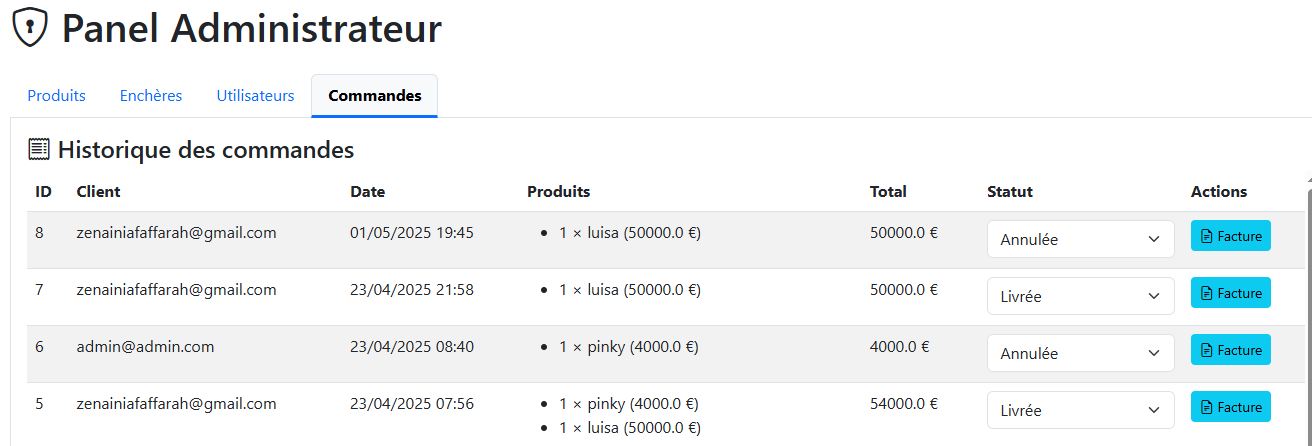 Panel Administrateur
Produits Enchères Utilisateurs Commandes
Historique des commandes
ID Client Date Produits Total Statut Actions
8 zenainiafaffarah@gmail.com 01/05/2025 19:45 • 1 × luisa (50000.0 €) 50000.0 € Annulée Facture
7 zenainiafaffarah@gmail.com 23/04/2025 21:58 • 1 × luisa (50000.0 €) 50000.0 € Livrée Facture
6 admin@admin.com 23/04/2025 08:40 • 1 × pinky (4000.0 €) 4000.0 € Annulée Facture
5 zenainiafaffarah@gmail.com 23/04/2025 07:56 • 1 × pinky (4000.0 €) 54000.0 € Livrée Facture
• 1 × luisa (50000.0 €)